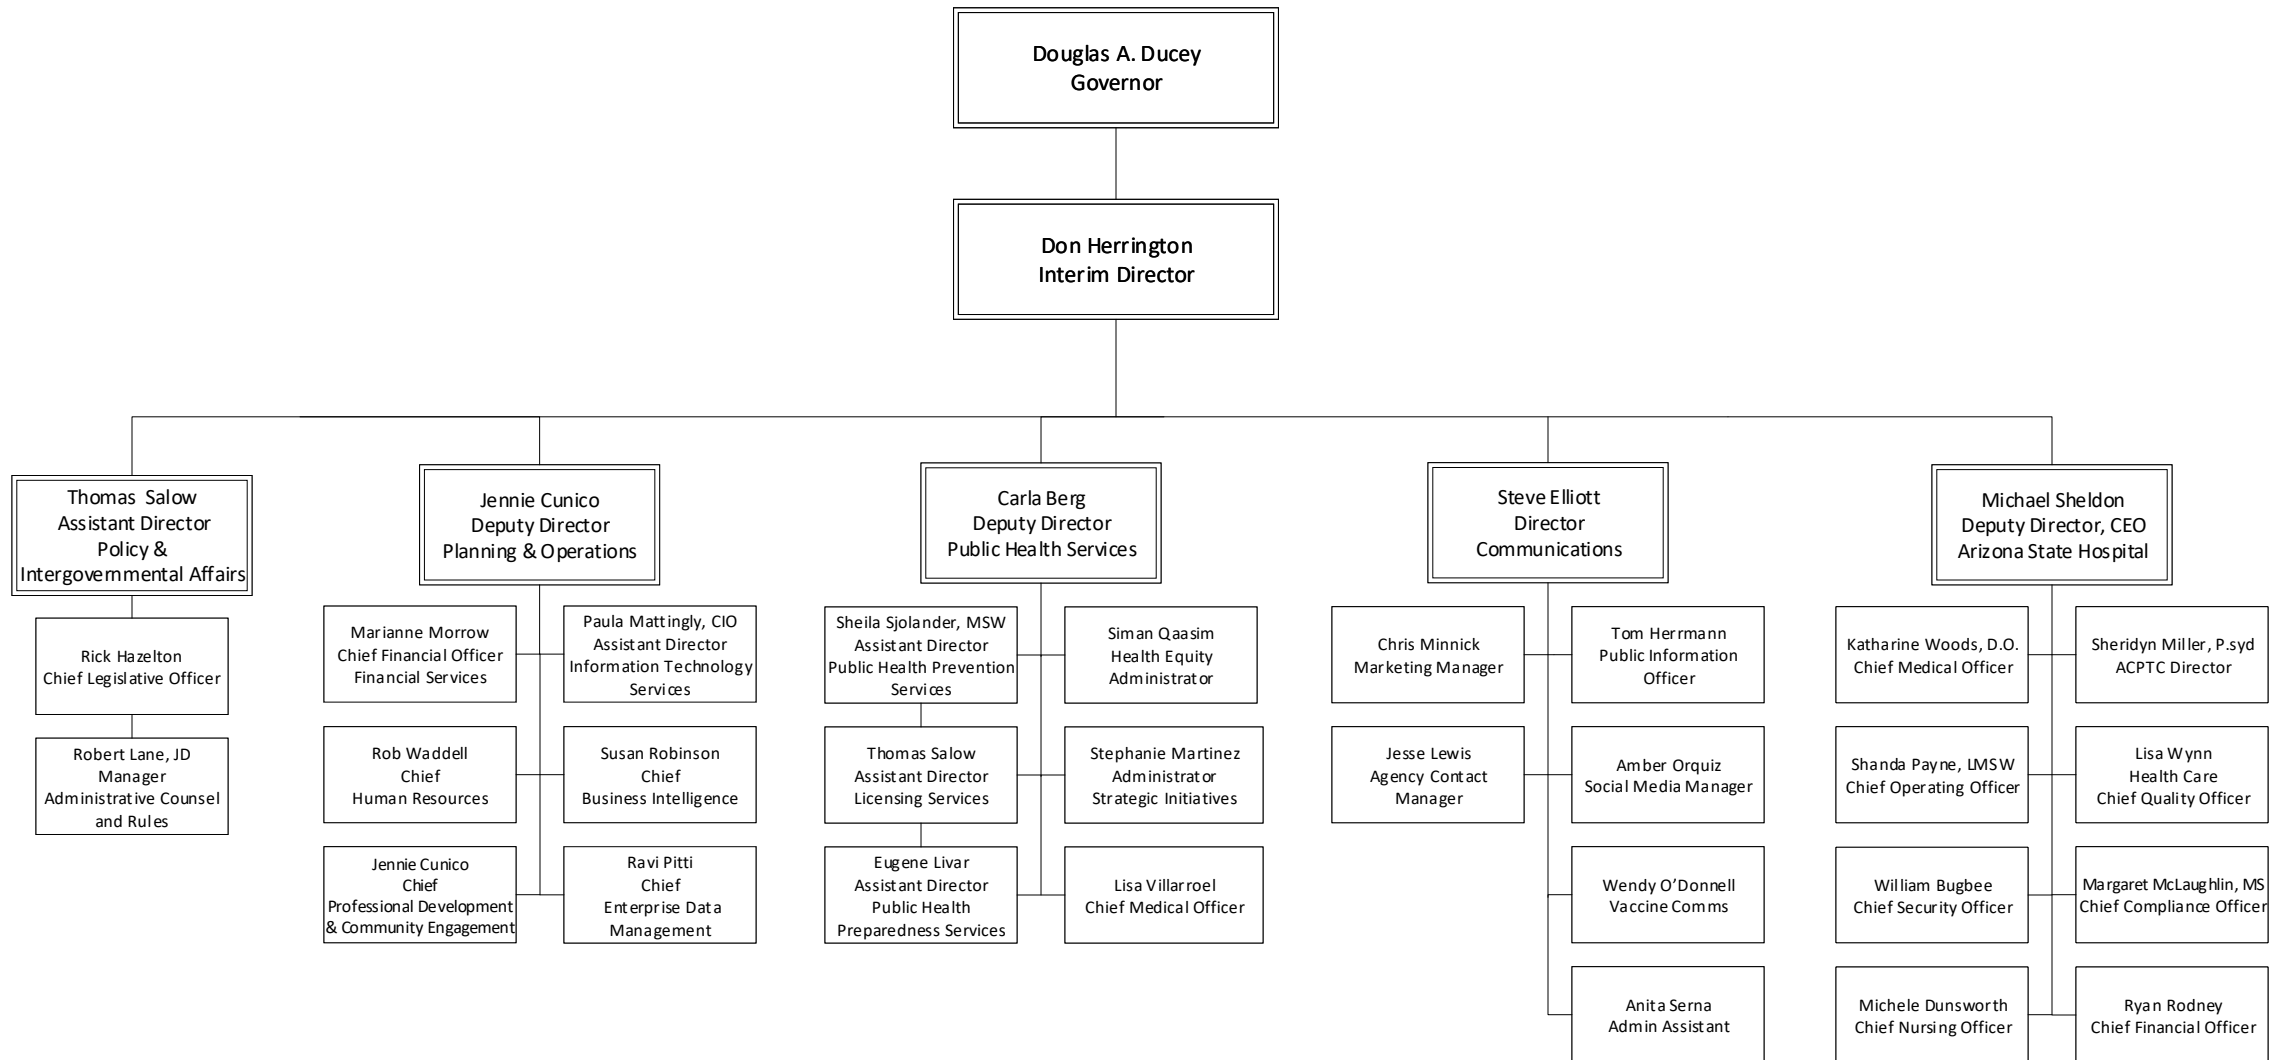 Douglas A. Ducey
Governor
Don Herrington
Interim Director
Thomas Salow
Assistant Director
Policy &
Intergovernmental Affairs
Rick Hazelton
Chief Legislative Officer
Robert Lane, JD
Manager
Administrative Counsel
and Rules
Jennie Cunico
Deputy Director
Planning & Operations
Marianne Morrow
Chief Financial Officer
Financial Services
Paula Mattingly, CIO
Assistant Director
Information Technology
Services
Rob Waddell
Chief
Human Resources
Susan Robinson
Chief
Business Intelligence
Jennie Cunico
Chief
Professional Development
& Community Engagement
Ravi Pitti
Chief
Enterprise Data
Management
Carla Berg
Deputy Director
Public Health Services
Sheila Sjolander, MSW
Assistant Director
Public Health Prevention
Services
Siman Qaasim
Health Equity
Administrator
Thomas Salow
Assistant Director
Licensing Services
Stephanie Martinez
Administrator
Strategic Initiatives
Eugene Livar
Assistant Director
Public Health
Preparedness Services
Lisa Villarroel
Chief Medical Officer
Steve Elliott
Director
Communications
Chris Minnick
Marketing Manager
Tom Herrmann
Public Information
Officer
Jesse Lewis
Agency Contact
Manager
Amber Orquiz
Social Media Manager
Wendy O’Donnell
Vaccine Comms
Anita Serna
Admin Assistant
Michael Sheldon
Deputy Director, CEO
Arizona State Hospital
Katharine Woods, D.O.
Chief Medical Officer
Sheridyn Miller, P.syd
ACPTC Director
Shanda Payne, LMSW
Chief Operating Officer
Lisa Wynn
Health Care
Chief Quality Officer
William Bugbee
Chief Security Officer
Margaret McLaughlin, MS
Chief Compliance Officer
Michele Dunsworth
Chief Nursing Officer
Ryan Rodney
Chief Financial Officer